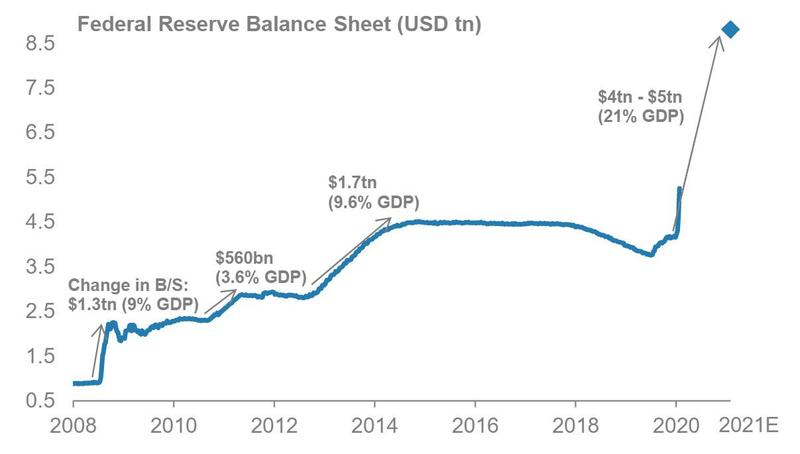 Federal Reserve Balance Sheet (USD tn)
8.5
7.5
6.5
5.5
4.5
3.5
2.5
1.5
0.5
$4tn - $5tn
(21% GDP)
$1.7tn
(9.6% GDP)
$560bn
(3.6% GDP)
Change in B/S:
$1.3tn (9% GDP)
2008 2010 2012 2014 2016 2018 2020 2021E